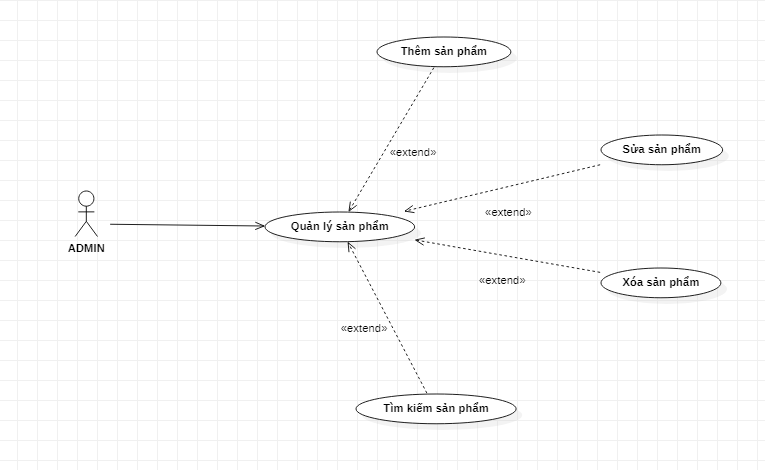 Thêm sản phẩm
«extend»
Sửa sản phẩm
«extend»
Quản lý sản phẩm
ADMIN
«extend»
Xóa sản phẩm
«extend»
Tìm kiếm sản phẩm